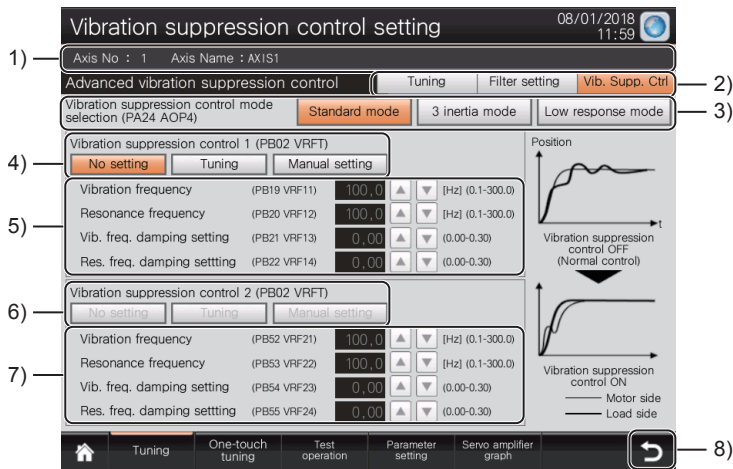 Vibration suppression control setting
08/01/2018
11:59
1)
Axis No : 1 Axis Name : AXIS1
Advanced vibration suppression control
Tuning
Filter setting
Vib. Supp. Ctrl
2)
Vibration suppression control mode
selection (PA24 AOP4)
Standard mode
3 inertia mode
Low response mode
3)
Vibration suppression control 1 (PB02 VRFT)
4)
No setting
Tuning
Manual setting
5)
Vibration frequency (PB19 VRF11) 100,0 [Hz] (0.1-300.0)
Resonance frequency (PB20 VRF12) 100,0 [Hz] (0.1-300.0)
Vib. freq. damping setting (PB21 VRF13) 0,00 (0.00-0.30)
Res. freq. damping settting (PB22 VRF14) 0,00 (0.00-0.30)
Vibration suppression control 2 (PB02 VRFT)
6)
No setting
Tuning
Manual setting
7)
Vibration frequency (PB52 VRF21) 100,0 [Hz] (0.1-300.0)
Resonance frequency (PB53 VRF22) 100,0 [Hz] (0.1-300.0)
Vib. freq. damping setting (PB54 VRF23) 0,00 (0.00-0.30)
Res. freq. damping settting (PB55 VRF24) 0,00 (0.00-0.30)
Position
t
Vibration suppression
control OFF
(Normal control)
Vibration suppression
control ON
Motor side
Load side
Tuning
One-touch
tuning
Test
operation
Parameter
setting
Servo amplifier
graph
8)